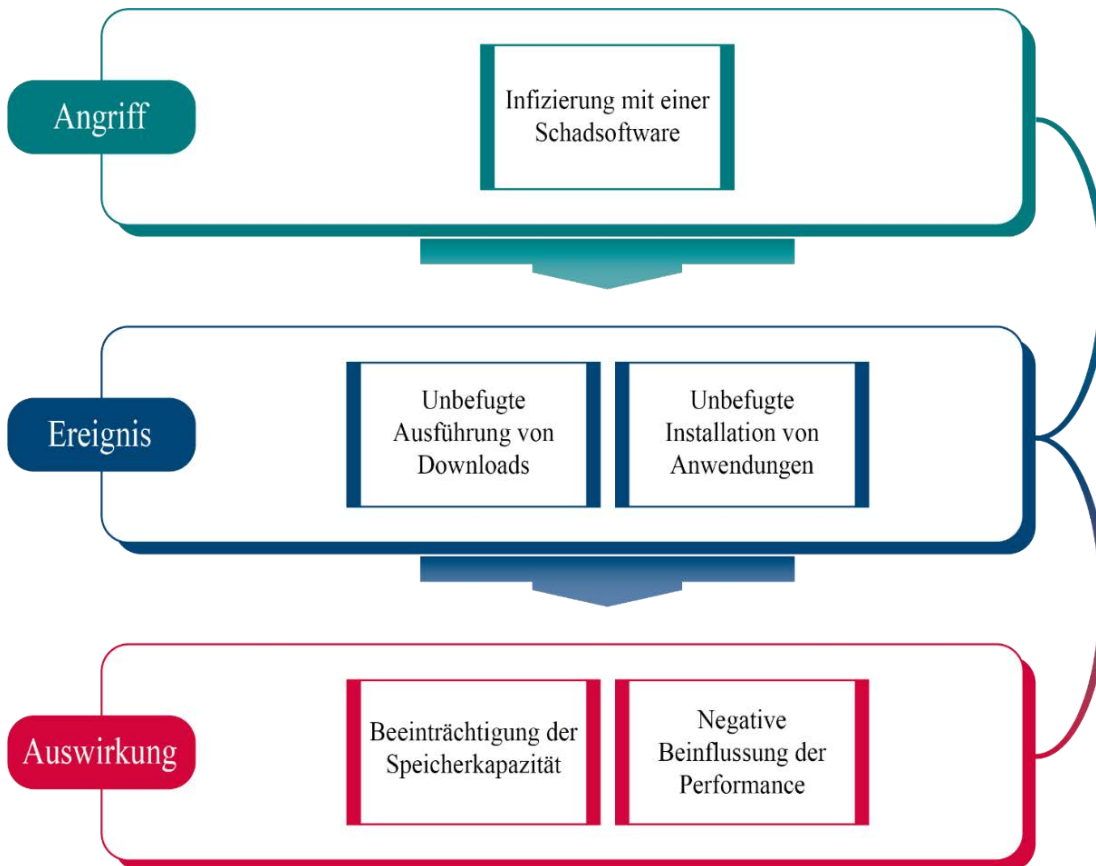 Angriff
Infizierung mit einer
Schadsoftware
Ereignis
Unbefugte
Ausführung von
Downloads
Unbefugte
Installation von
Anwendungen
Auswirkung
Beeinträchtigung der
Speicherkapazität
Negative
Beinflussung der
Performance